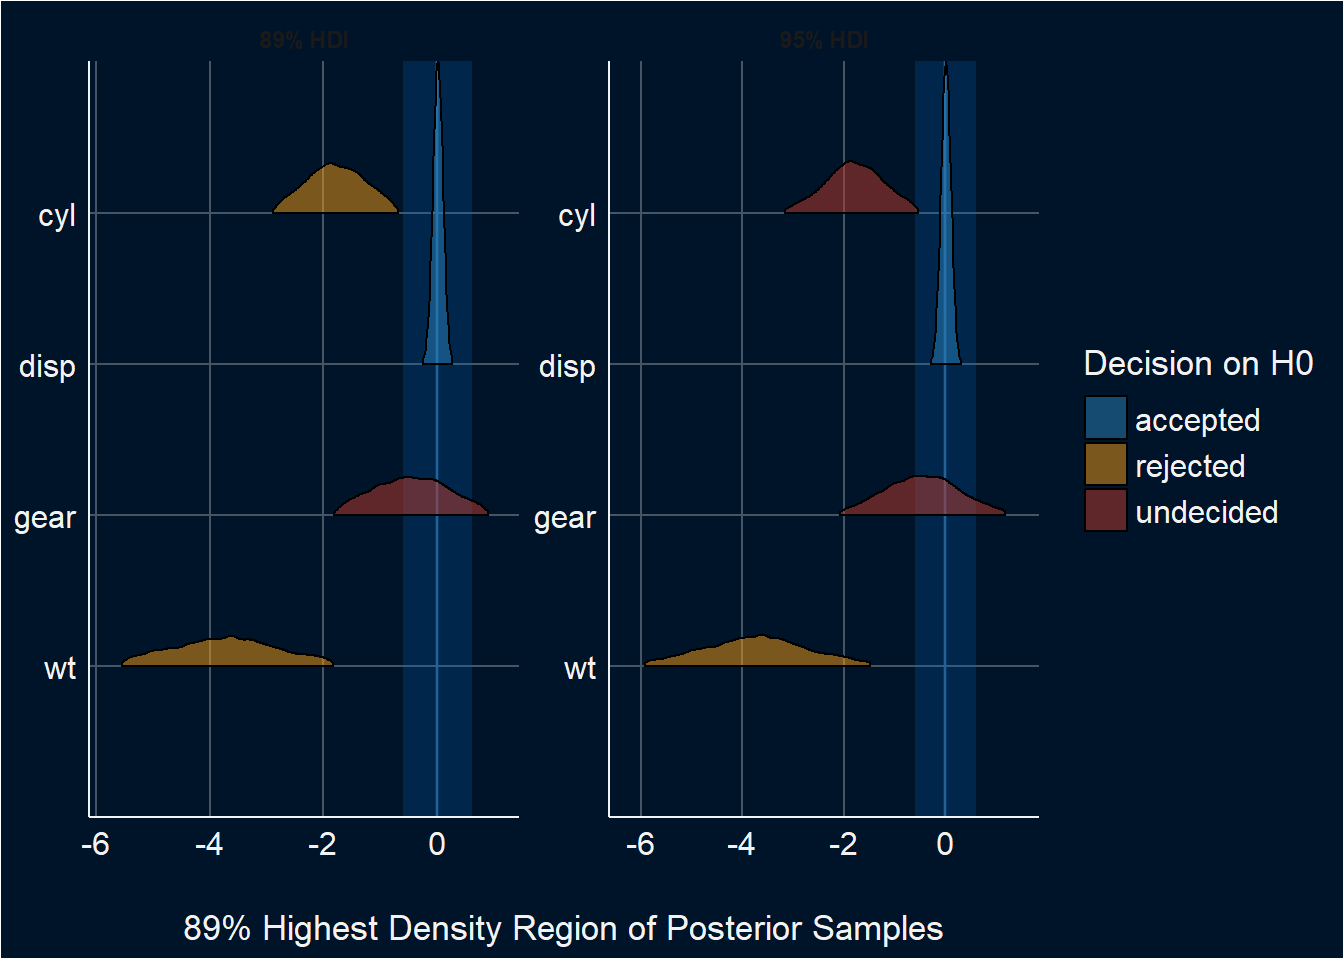 89% HDI 95% HDI
cyl cyl
disp disp
gear gear
wt wt
-6 -4 -2 0 -6 -4 -2 0
89% Highest Density Region of Posterior Samples
Decision on H0
accepted
rejected
undecided